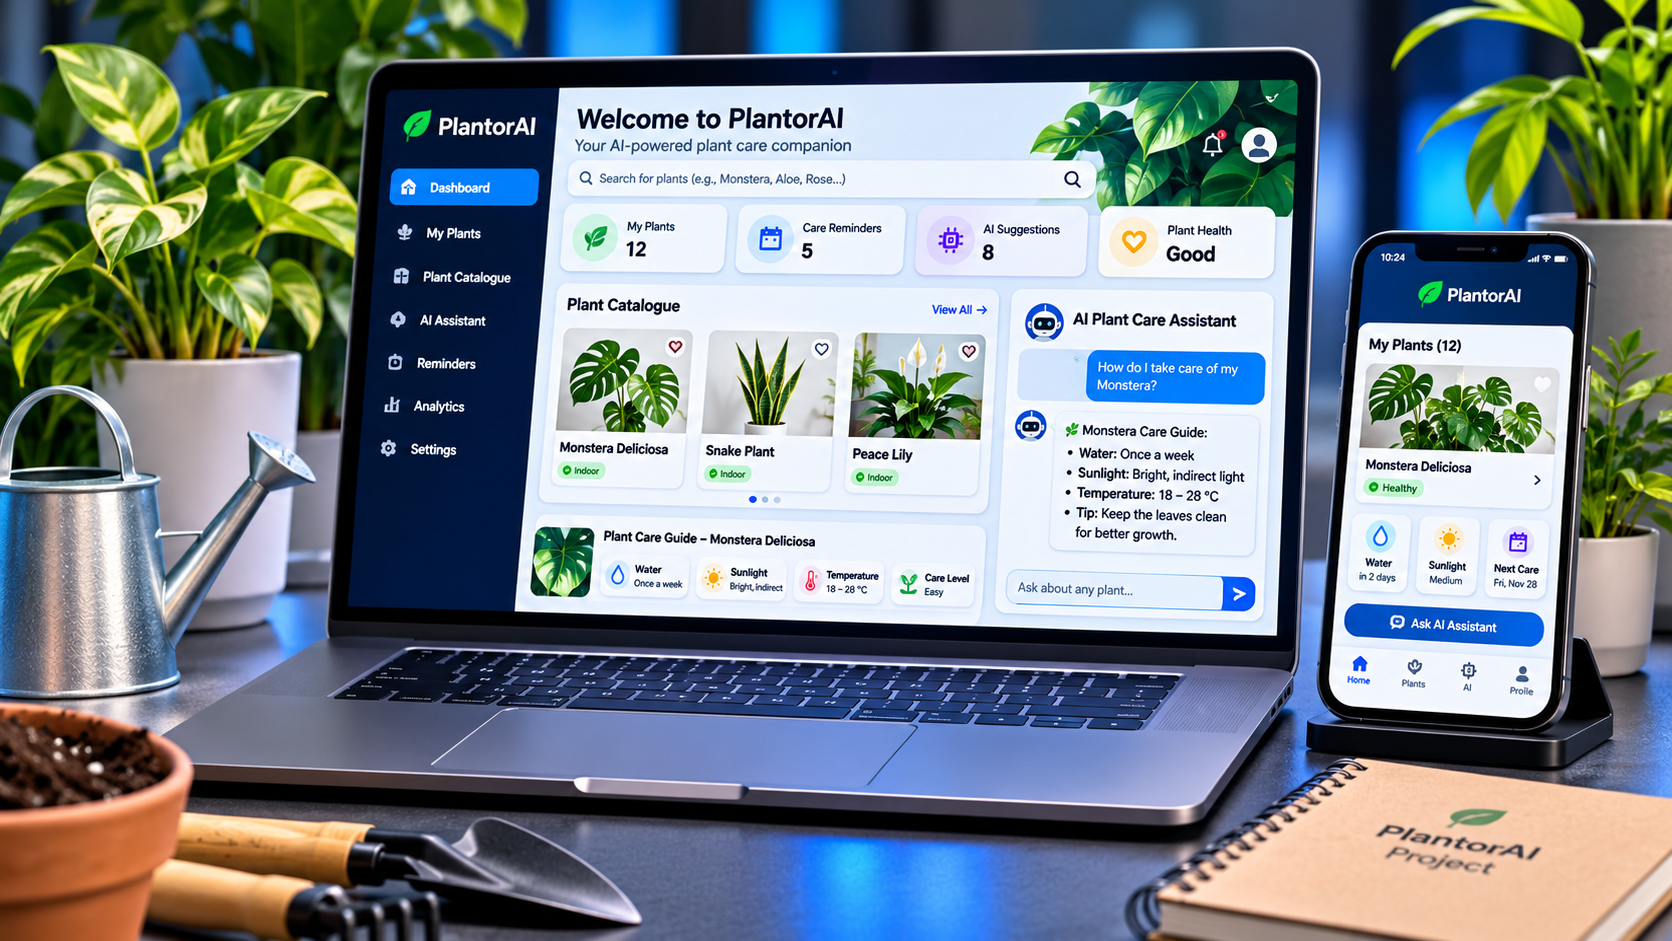 PlantorAI
Dashboard
My Plants
Plant Catalogue
AI Assistant
Reminders
Analytics
Settings
Welcome to PlantorAI
Your AI-powered plant care companion
Search for plants (e.g., Monstera, Aloe, Rose...)
My Plants
12
Care Reminders
5
AI Suggestions
8
Plant Health
Good
Plant Catalogue
View All →
Monstera Deliciosa
Indoor
Snake Plant
Indoor
Peace Lily
Indoor
Plant Care Guide – Monstera Deliciosa
Water
Once a week
Sunlight
Bright, indirect
Temperature
18 – 28 °C
Care Level
Easy
AI Plant Care Assistant
How do I take care of my
Monstera?
Monstera Care Guide:
• Water: Once a week
• Sunlight: Bright, indirect light
• Temperature: 18 – 28 °C
• Tip: Keep the leaves clean
for better growth.
Ask about any plant...
10:24
PlantorAI
My Plants (12)
Monstera Deliciosa
Healthy
Water
in 2 days
Sunlight
Medium
Next Care
Fri, Nov 28
Ask AI Assistant
Home
Plants
AI
Proile
PlantorAI
Project